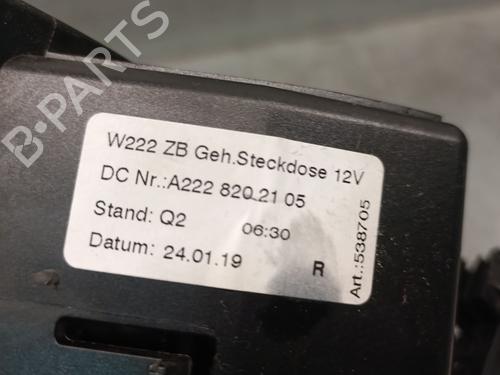 W222 ZB Geh.Steckdose 12V
DC Nr.:A222 820 21 05
Stand: Q2 06:30
Datum: 24.01.19 R
Art.:538705
B-PARTS